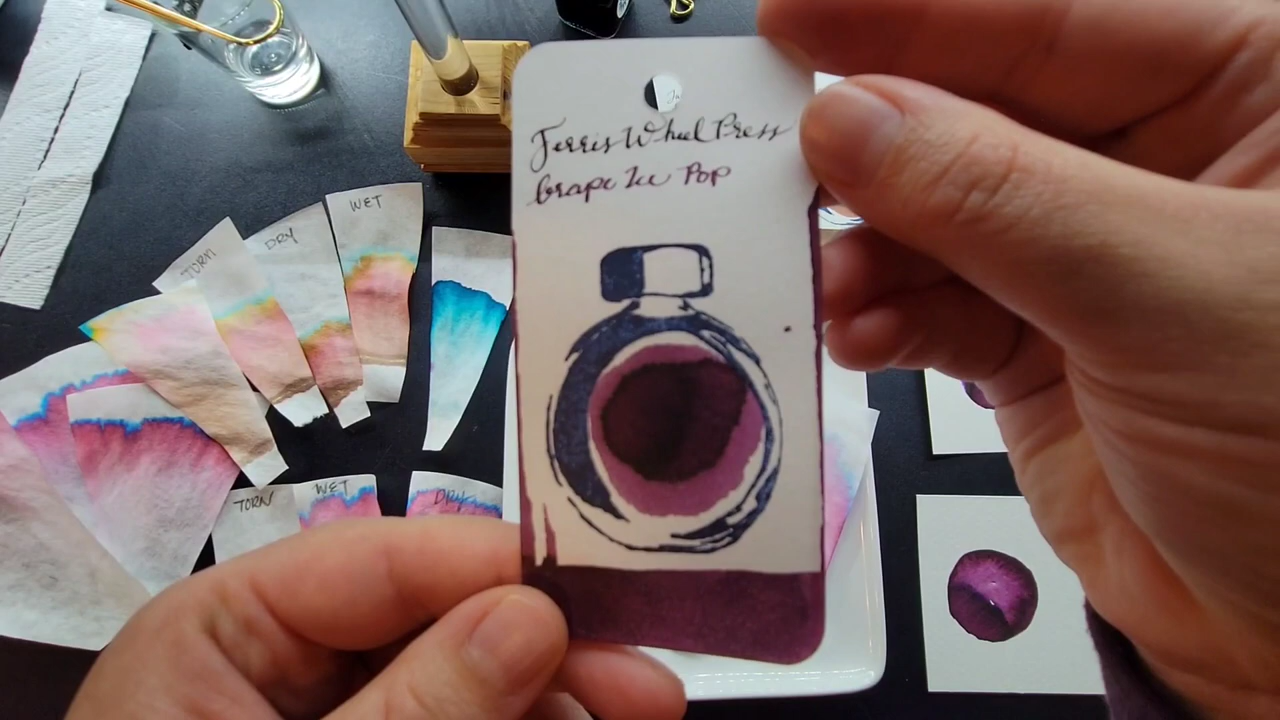 Ferris Wheel Press
Grape Ice Pop
TORN
DRY
WET
TORN
WET
DRY